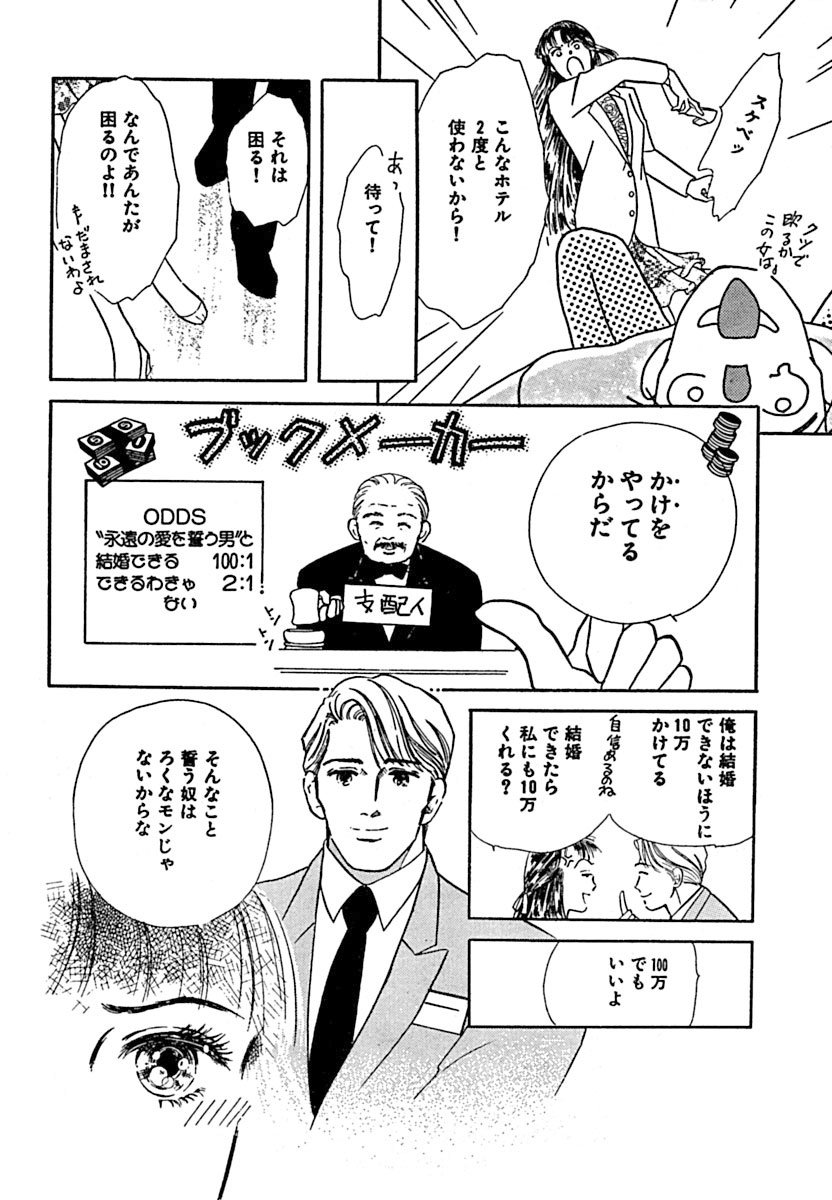 スケベッ
クツで
殴るか
この女は。
こんなホテル
2度と
使わないから!
あっ
待って!
それは
困る!
なんであんたが
困るのよ!!
だまされ
ないわよ
ブックメーカー
かけを
やってる
からだ
ODDS
"永遠の愛を誓う男"と
結婚できる 100:1
できるわきゃ 2:1
ない
支配人
トン
トン
俺は結婚
できないほうに
10万
かけてる
自信あるのね
結婚
できたら
私にも10万
くれる?
100万
でも
いいよ
そんなこと
誓う奴は
ろくなモンじゃ
ないからな